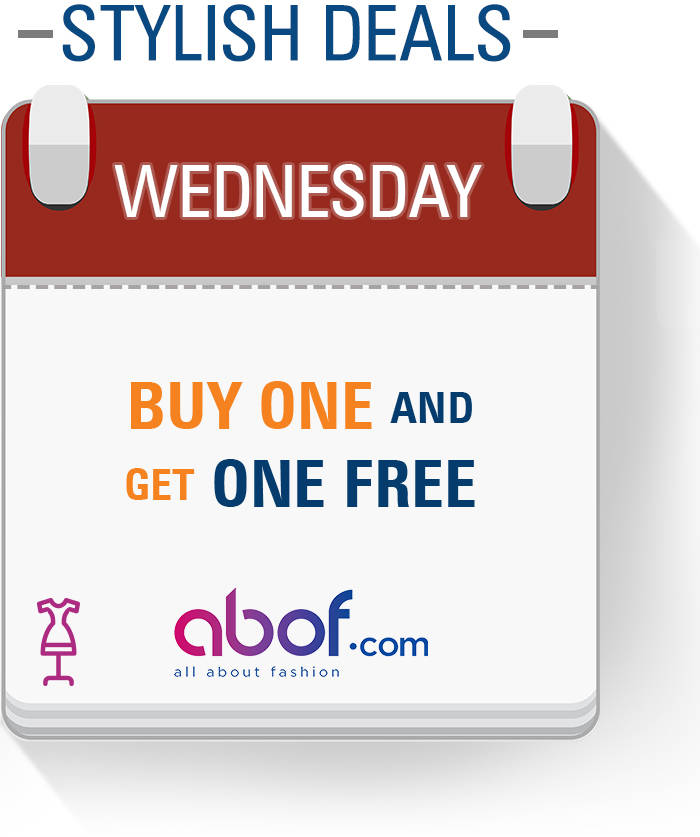 STYLISH DEALS
WEDNESDAY
BUY ONE AND
GET ONE FREE
abof.com
all about fashion